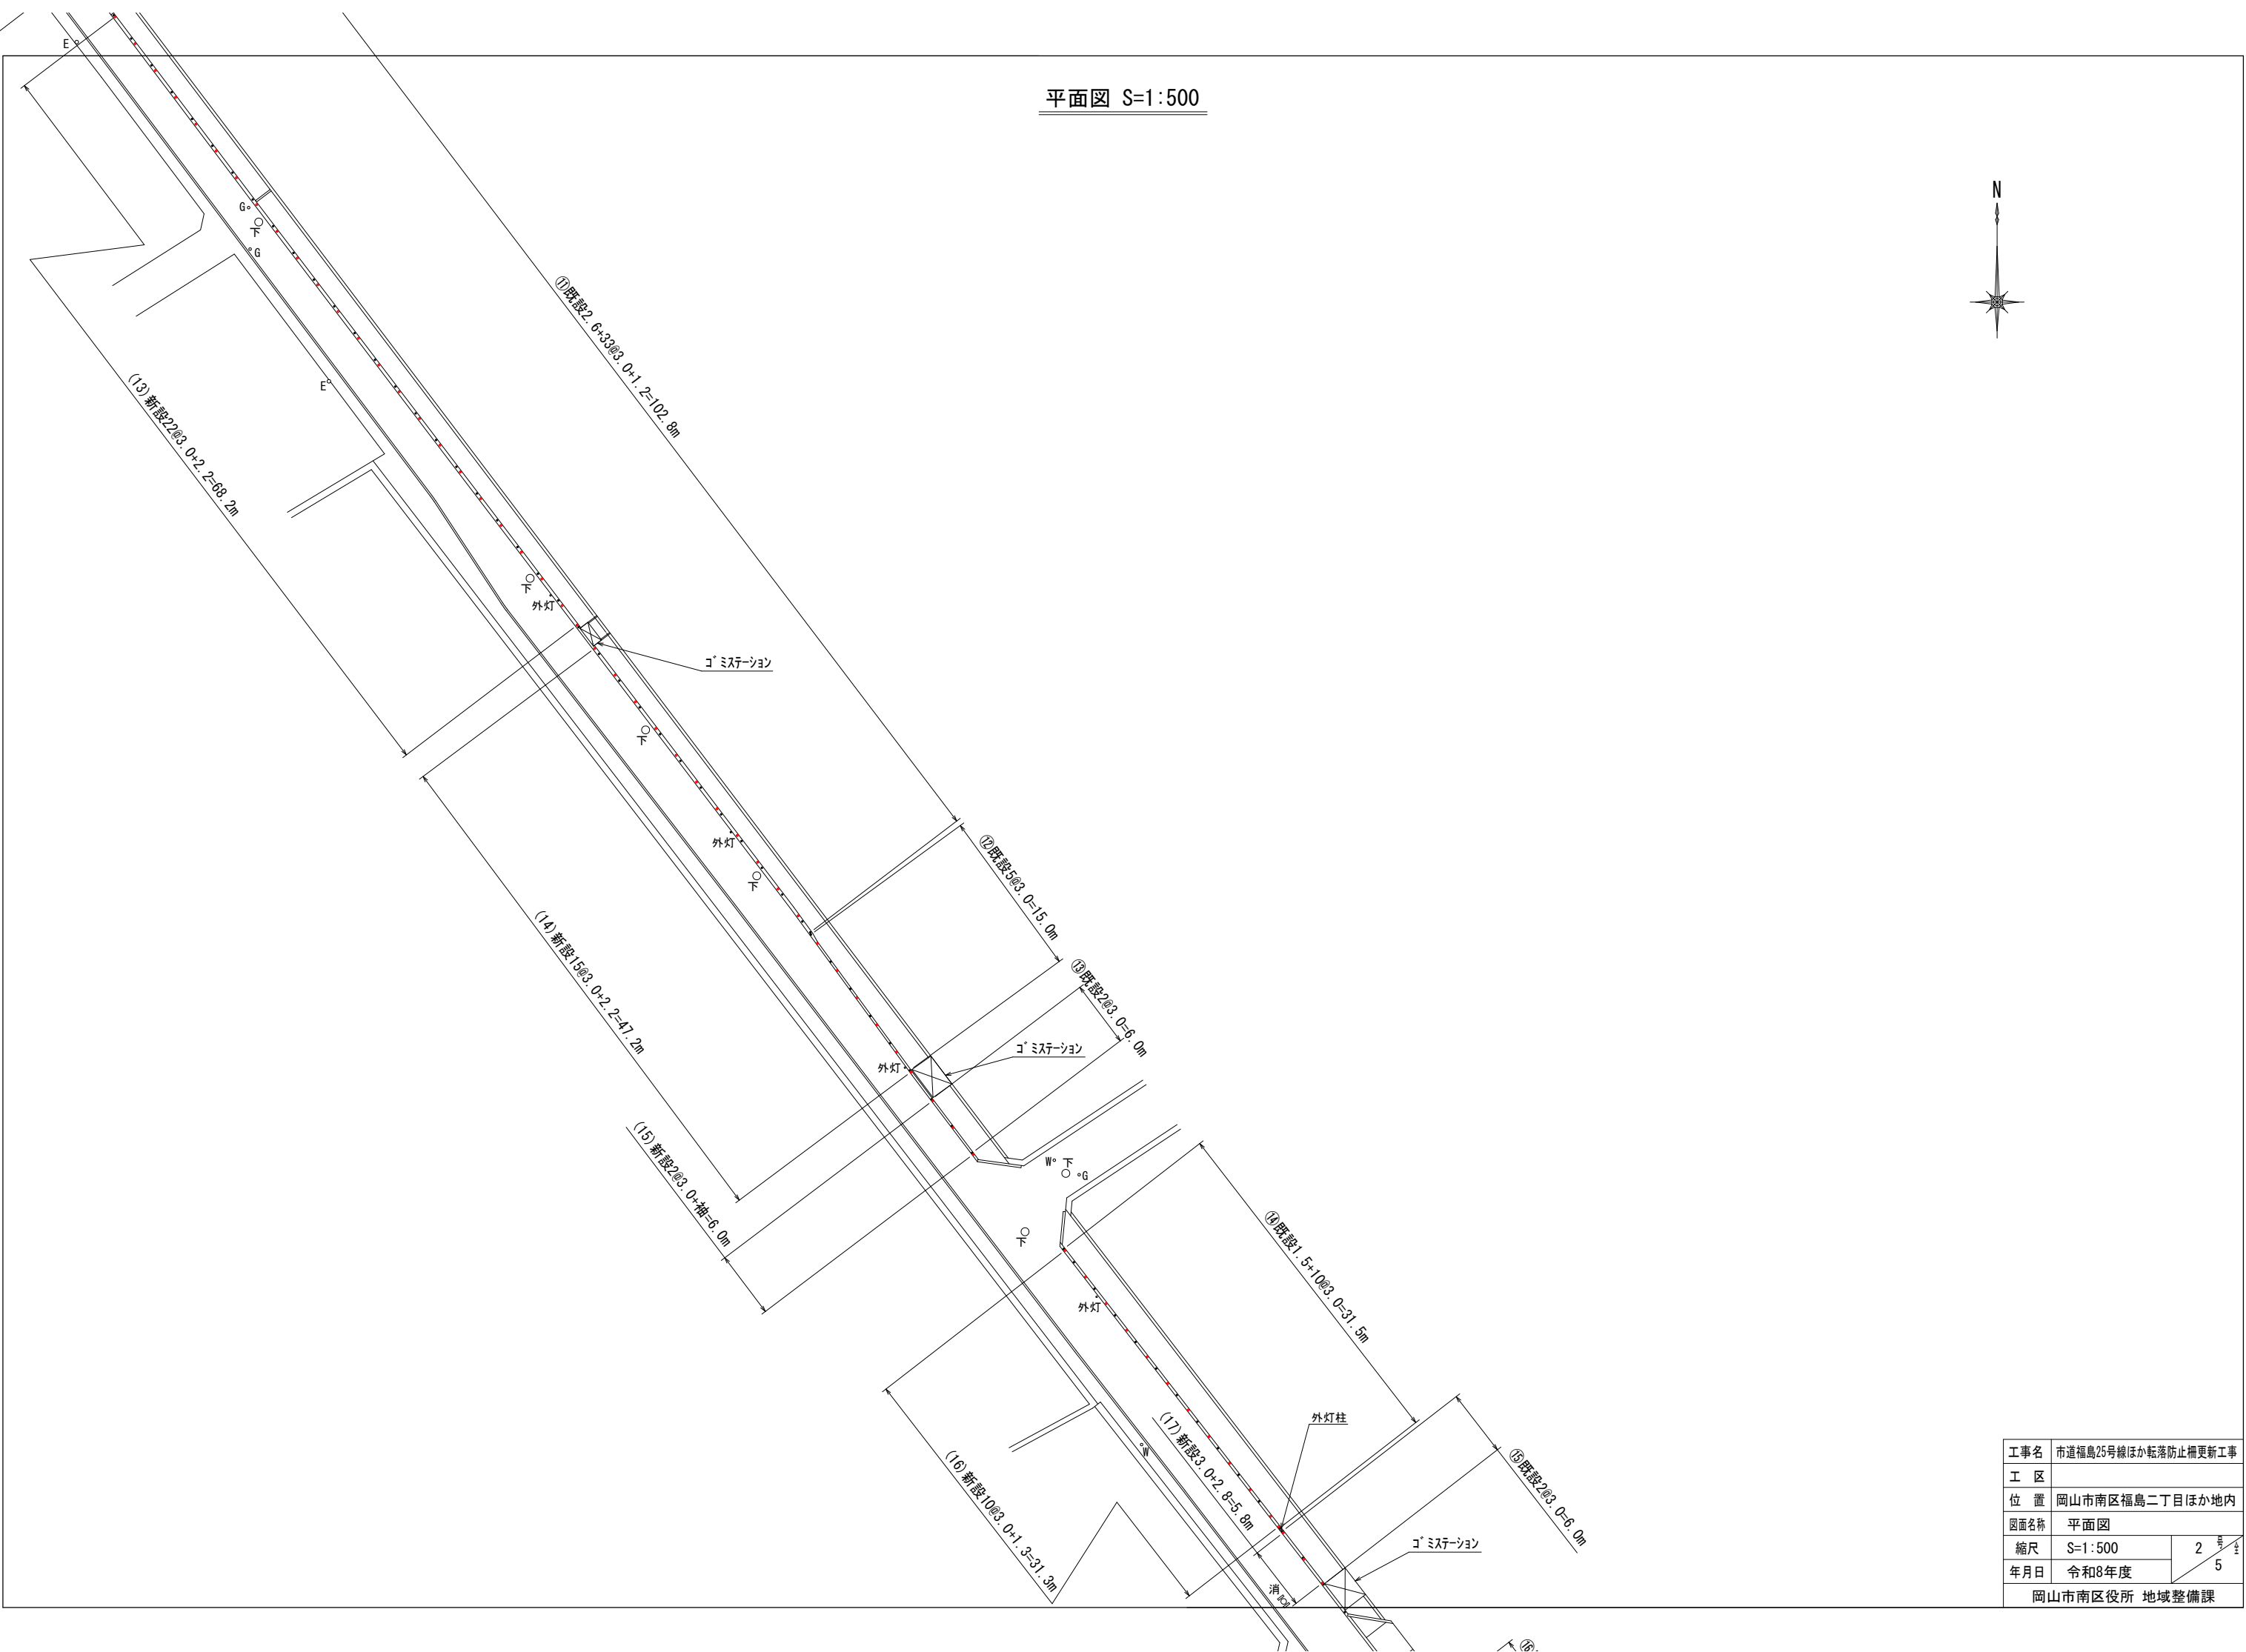 平面図 S=1:500
N
E
G
下
G
E
⑪既設2.6+33@3.0+1.2=102.8m
(13)新設22@3.0+2.2=68.2m
下
外灯
ゴミステーション
下
外灯
下
⑫既設5@3.0=15.0m
(14)新設15@3.0+2.2=47.2m
⑬既設2@3.0=6.0m
ゴミステーション
外灯
(15)新設2@3.0+袖=6.0m
W 下
G
下
⑭既設1.5+10@3.0=31.5m
外灯
外灯柱
(17)新設3.0+2.8=5.8m
W
(16)新設10@3.0+1.3=31.3m
⑮既設2@3.0=6.0m
ゴミステーション
消
⑯
工事名 市道福島25号線ほか転落防止柵更新工事
工 区
位 置 岡山市南区福島二丁目ほか地内
図面名称 平面図
縮尺 S=1:500 2 号 全 5
年月日 令和8年度
岡山市南区役所 地域整備課